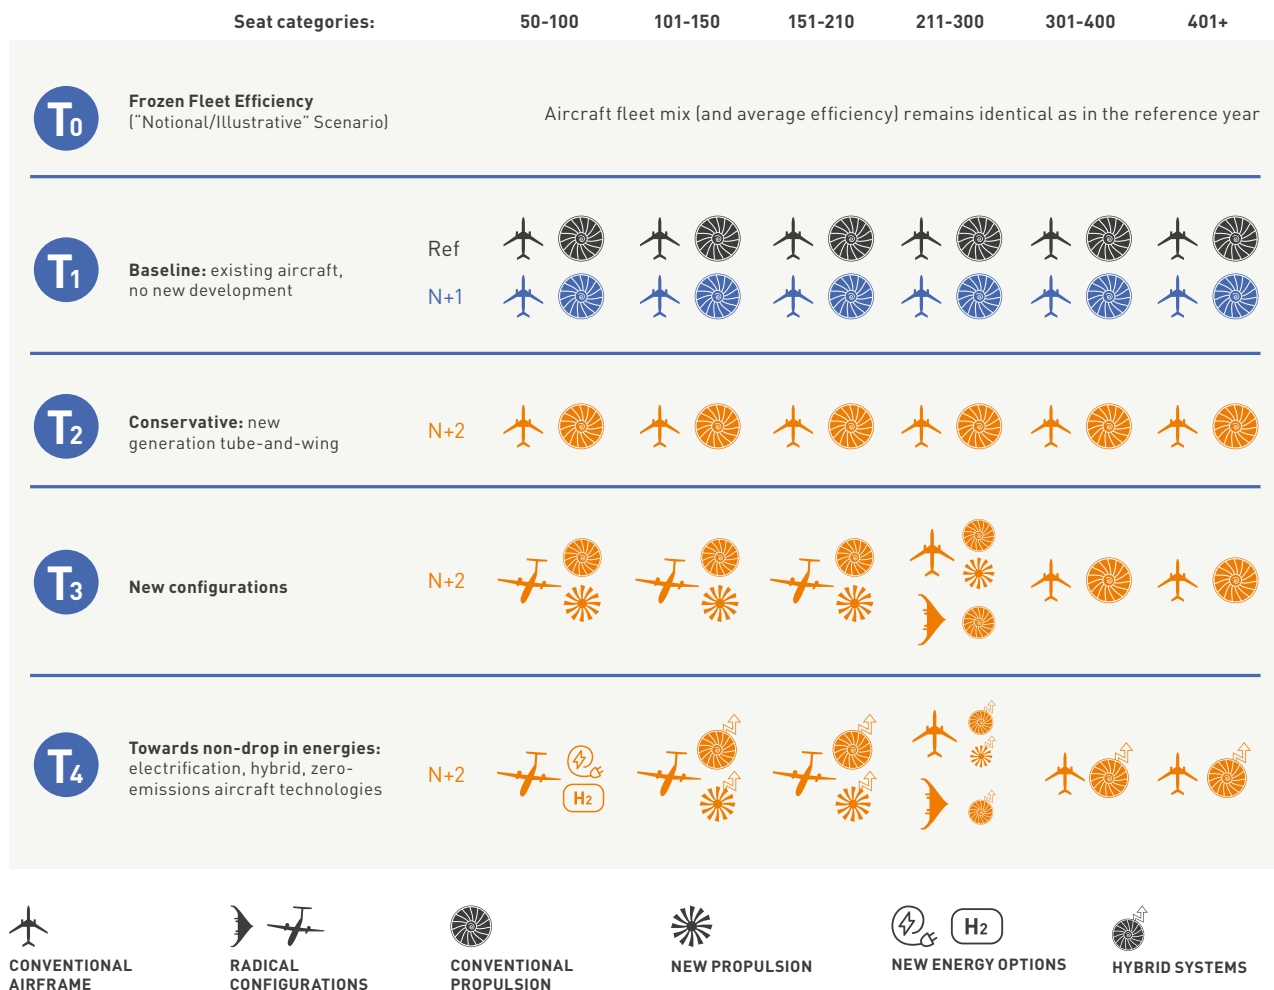 Seat categories: 50-100 101-150 151-210 211-300 301-400 401+
T0
Frozen Fleet Efficiency
("Notional/Illustrative" Scenario)
Aircraft fleet mix (and average efficiency) remains identical as in the reference year
T1
Baseline: existing aircraft,
no new development
Ref
N+1
T2
Conservative: new
generation tube-and-wing
N+2
T3
New configurations
N+2
T4
Towards non-drop in energies:
electrification, hybrid, zero-
emissions aircraft technologies
N+2
H2
H2
CONVENTIONAL
AIRFRAME
RADICAL
CONFIGURATIONS
CONVENTIONAL
PROPULSION
NEW PROPULSION
NEW ENERGY OPTIONS
HYBRID SYSTEMS